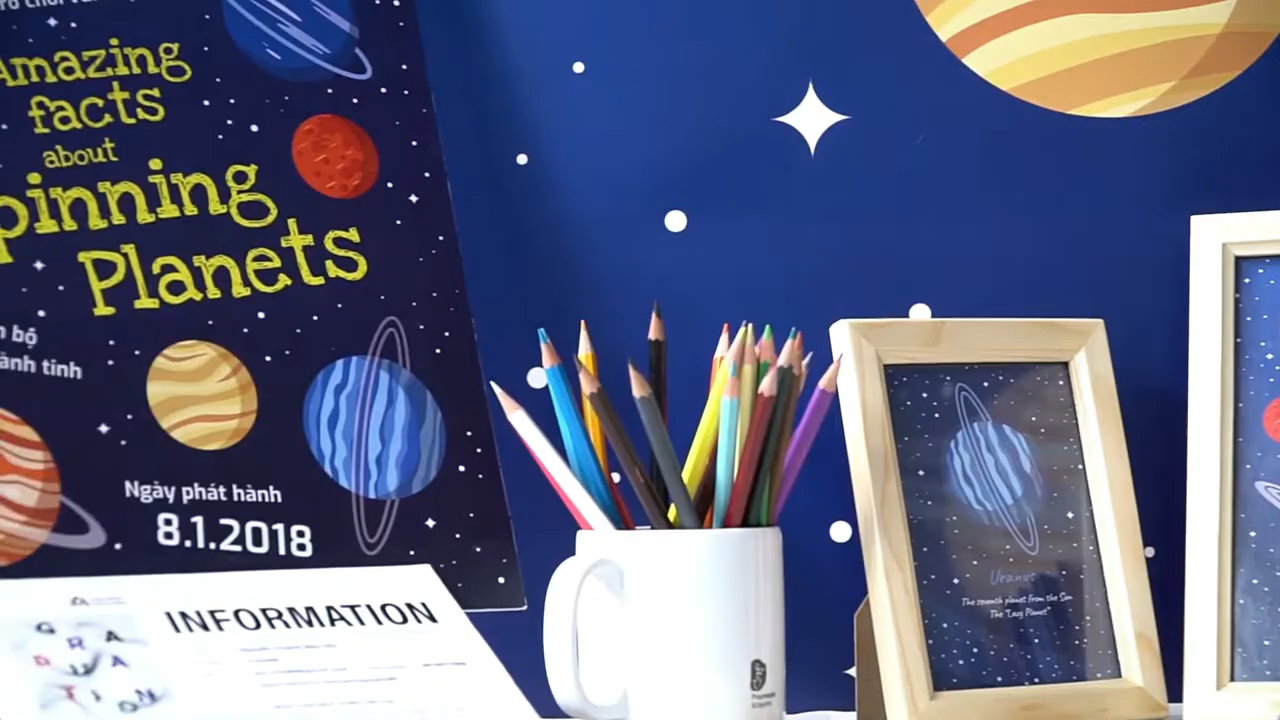 Amazing
facts
about
pinning
Planets
bộ
ành tinh
Ngày phát hành
8.1.2018
INFORMATION
G R A
D U A
T I O N
Uranus
The seventh planet from the Sun
The "Lazy Planet"